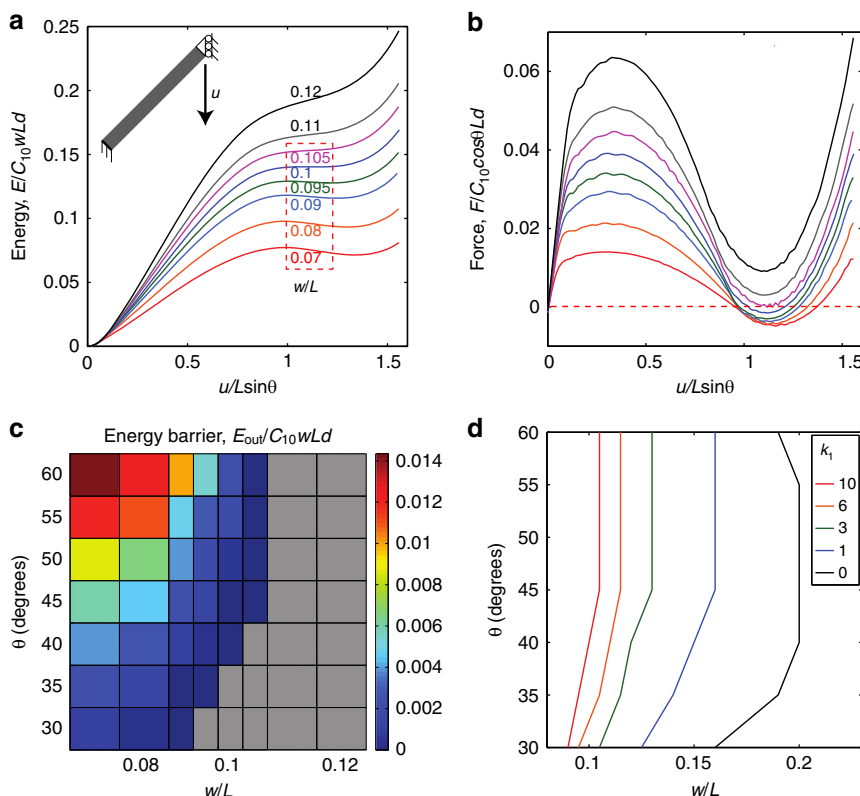 a
0.25
0.2
0.15
0.1
0.05
0
Energy, E/C10wLd
u
0.12
0.11
0.105
0.1
0.095
0.09
0.08
0.07
w/L
0 0.5 1 1.5
u/Lsinθ
b
0.06
0.04
0.02
0
Force, F/C10cosθLd
0 0.5 1 1.5
u/Lsinθ
c
Energy barrier, Eout/C10wLd
60
55
50
45
40
35
30
θ (degrees)
0.08 0.1 0.12
w/L
0.014
0.012
0.010
0.008
0.006
0.004
0.002
0
d
60
55
50
45
40
35
30
θ (degrees)
k1
10
6
3
1
0
0.1 0.15 0.2
w/L